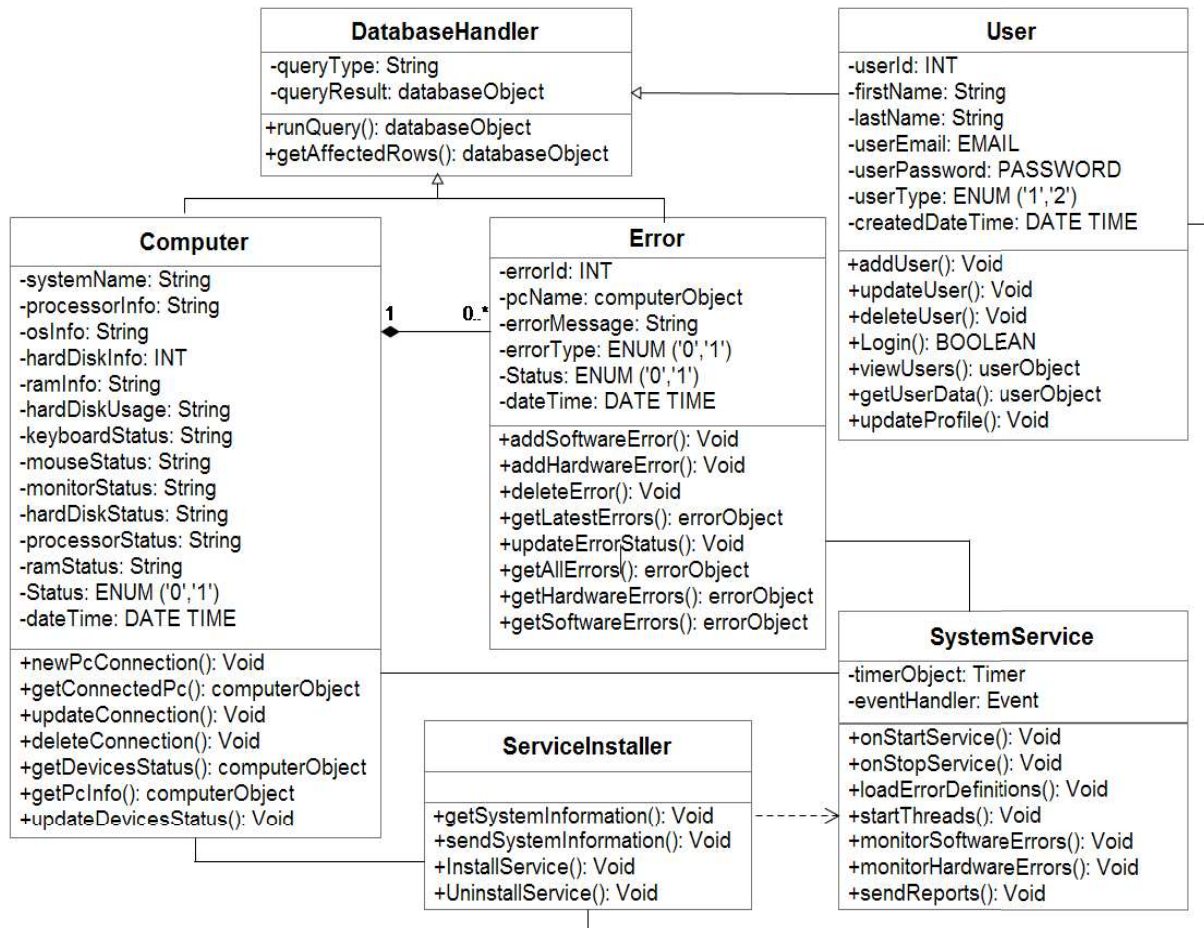 DatabaseHandler
-queryType: String
-queryResult: databaseObject
+runQuery(): databaseObject
+getAffectedRows(): databaseObject
User
-userId: INT
-firstName: String
-lastName: String
-userEmail: EMAIL
-userPassword: PASSWORD
-userType: ENUM ('1','2')
-createdDateTime: DATE TIME
+addUser(): Void
+updateUser(): Void
+deleteUser(): Void
+Login(): BOOLEAN
+viewUsers(): userObject
+getUserData(): userObject
+updateProfile(): Void
Computer
-systemName: String
-processorInfo: String
-osInfo: String
-hardDiskInfo: INT
-ramInfo: String
-hardDiskUsage: String
-keyboardStatus: String
-mouseStatus: String
-monitorStatus: String
-hardDiskStatus: String
-processorStatus: String
-ramStatus: String
-Status: ENUM ('0','1')
-dateTime: DATE TIME
+newPcConnection(): Void
+getConnectedPc(): computerObject
+updateConnection(): Void
+deleteConnection(): Void
+getDevicesStatus(): computerObject
+getPcInfo(): computerObject
+updateDevicesStatus(): Void
1
0..*
Error
-errorId: INT
-pcName: computerObject
-errorMessage: String
-errorType: ENUM ('0','1')
-Status: ENUM ('0','1')
-dateTime: DATE TIME
+addSoftwareError(): Void
+addHardwareError(): Void
+deleteError(): Void
+getLatestErrors(): errorObject
+updateErrorStatus(): Void
+getAllErrors(): errorObject
+getHardwareErrors(): errorObject
+getSoftwareErrors(): errorObject
SystemService
-timerObject: Timer
-eventHandler: Event
+onStartService(): Void
+onStopService(): Void
+loadErrorDefinitions(): Void
+startThreads(): Void
+monitorSoftwareErrors(): Void
+monitorHardwareErrors(): Void
+sendReports(): Void
ServiceInstaller
+getSystemInformation(): Void
+sendSystemInformation(): Void
+InstallService(): Void
+UninstallService(): Void